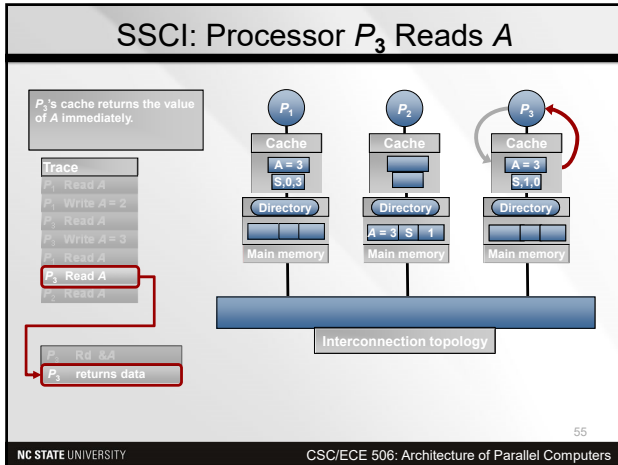 SSCI: Processor P3 Reads A
P3's cache returns the value
of A immediately.
Trace
P1 Read A
P1 Write A = 2
P3 Read A
P3 Write A = 3
P1 Read A
P3 Read A
P2 Read A
P3 Rd &A
P3 returns data
P1
Cache
A = 3
S,0,3
Directory
Main memory
P2
Cache
Directory
A = 3 S 1
Main memory
P3
Cache
A = 3
S,1,0
Directory
Main memory
Interconnection topology
55
NC STATE UNIVERSITY
CSC/ECE 506: Architecture of Parallel Computers